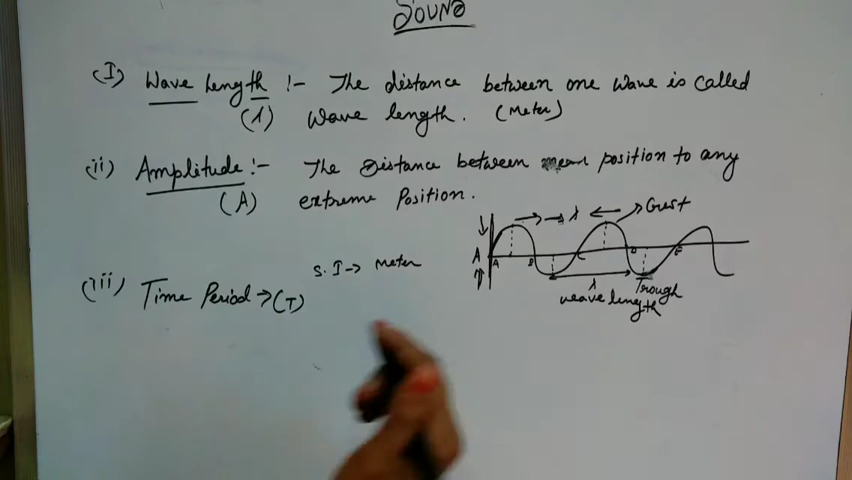 SOUND
(I) Wave length :- The distance between one wave is called
(λ) wave length. (Meter)
(ii) Amplitude :- The Distance between mean position to any
(A) extreme Position.
λ Crest
A
A B C D E
S.I → Meter
(iii) Time Period → (T)
λ Trough
weave length